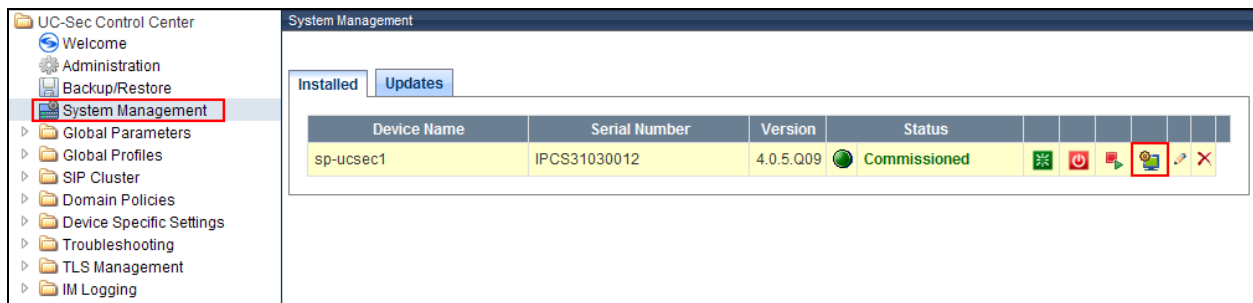 UC-Sec Control Center
Welcome
Administration
Backup/Restore
System Management
Global Parameters
Global Profiles
SIP Cluster
Domain Policies
Device Specific Settings
Troubleshooting
TLS Management
IM Logging
System Management
Installed Updates
Device Name Serial Number Version Status
sp-ucsec1 IPCS31030012 4.0.5.Q09 Commissioned